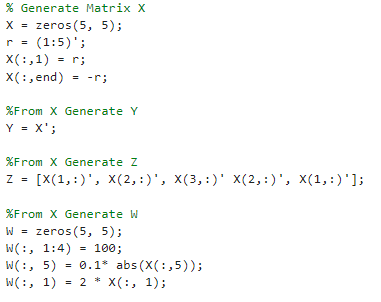 % Generate Matrix X
X = zeros(5, 5);
r = (1:5)';
X(:,1) = r;
X(:,end) = -r;
%From X Generate Y
Y = X';
%From X Generate Z
Z = [X(1,:)', X(2,:)', X(3,:)' X(2,:)', X(1,:)'];
%From X Generate W
W = zeros(5, 5);
W(:, 1:4) = 100;
W(:, 5) = 0.1* abs(X(:,5));
W(:, 1) = 2 * X(:, 1);